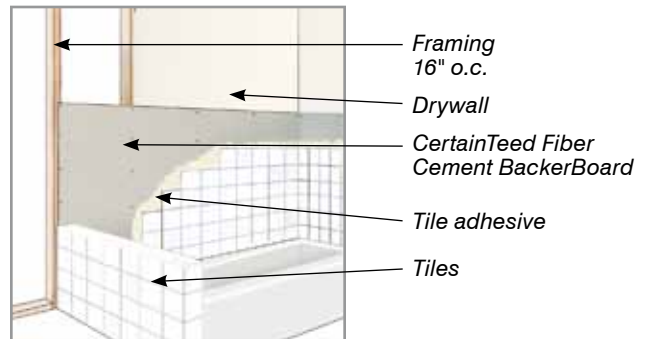 Framing
16" o.c.
Drywall
CertainTeed Fiber
Cement BackerBoard
Tile adhesive
Tiles